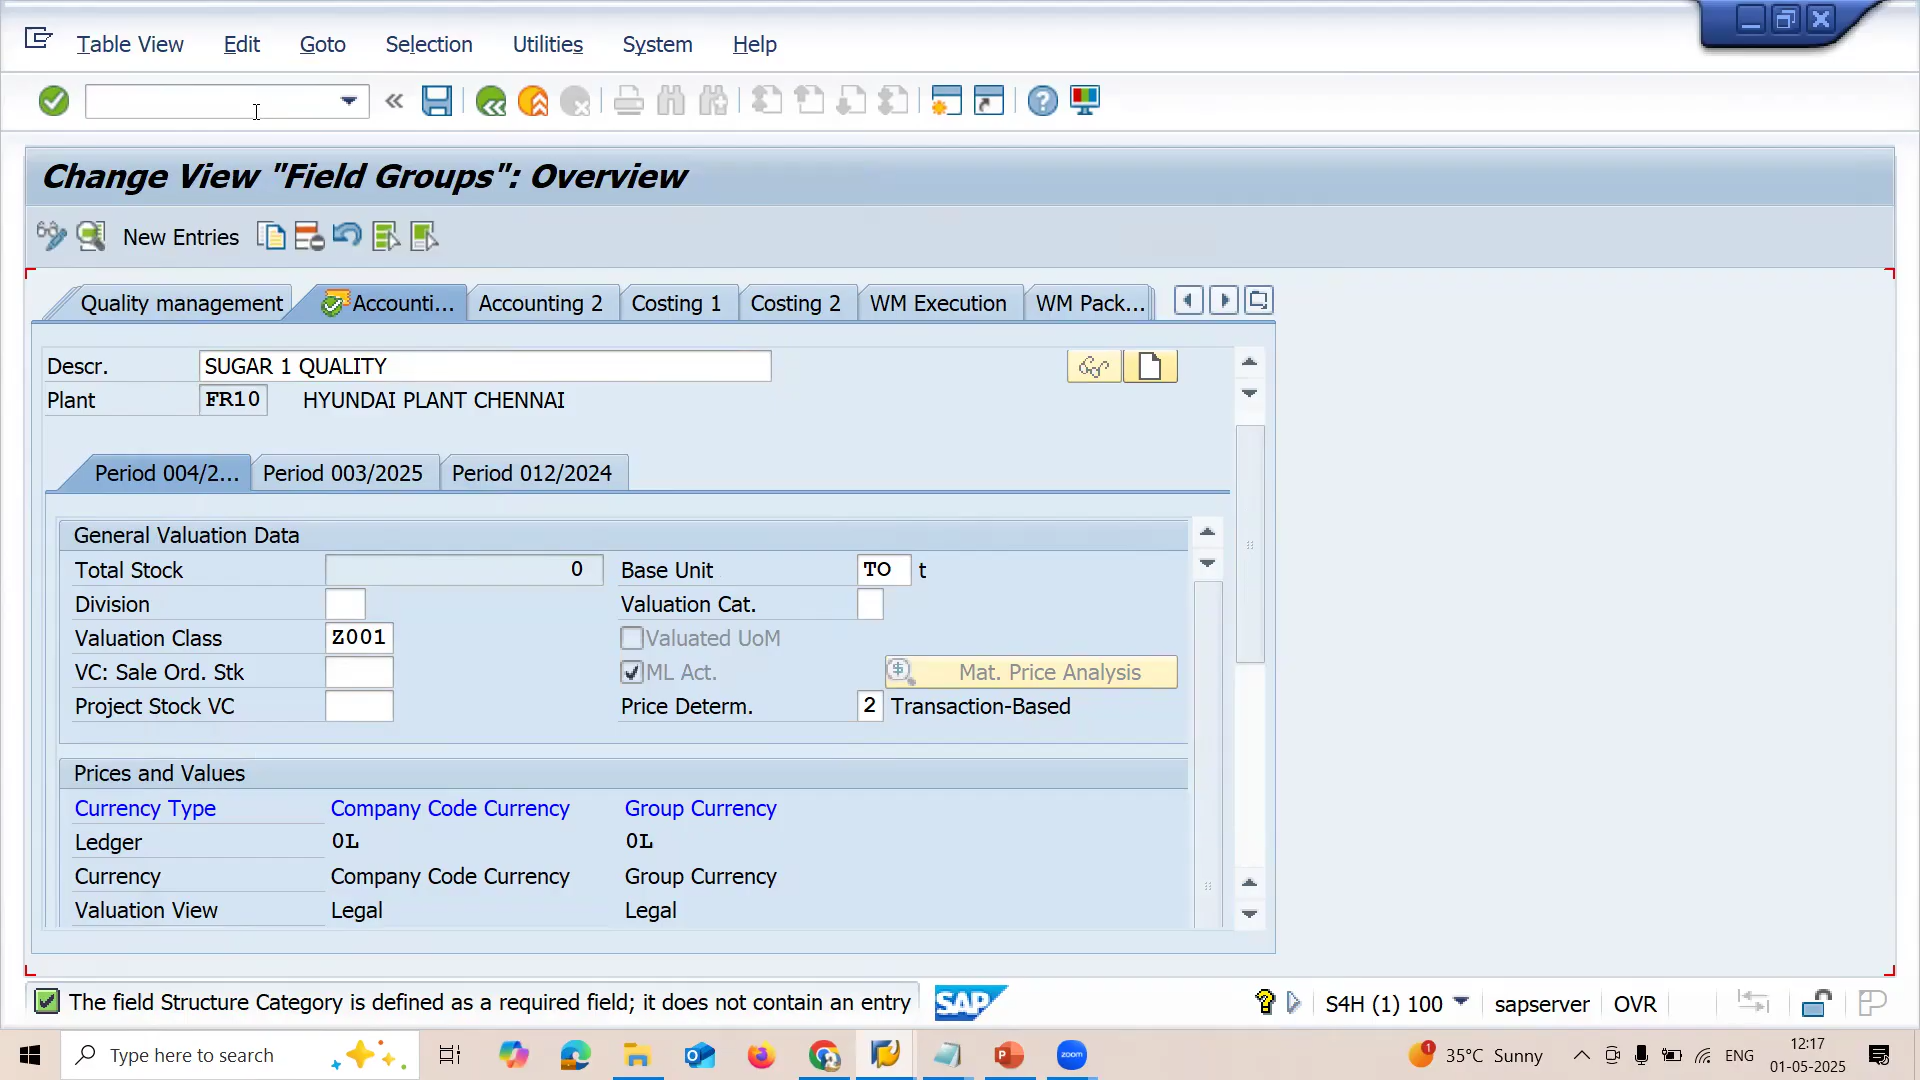 Table View Edit Goto Selection Utilities System Help
Change View "Field Groups": Overview
New Entries
Quality management Accounti... Accounting 2 Costing 1 Costing 2 WM Execution WM Pack...
Descr. SUGAR 1 QUALITY
Plant FR10 HYUNDAI PLANT CHENNAI
Period 004/2... Period 003/2025 Period 012/2024
General Valuation Data
Total Stock 0 Base Unit TO t
Division Valuation Cat.
Valuation Class Z001 Valuated UoM
VC: Sale Ord. Stk ML Act. Mat. Price Analysis
Project Stock VC Price Determ. 2 Transaction-Based
Prices and Values
Currency Type Company Code Currency Group Currency
Ledger 0L 0L
Currency Company Code Currency Group Currency
Valuation View Legal Legal
The field Structure Category is defined as a required field; it does not contain an entry SAP S4H (1) 100 sapserver OVR
Type here to search zoom 1 35°C Sunny ENG 12:17
01-05-2025